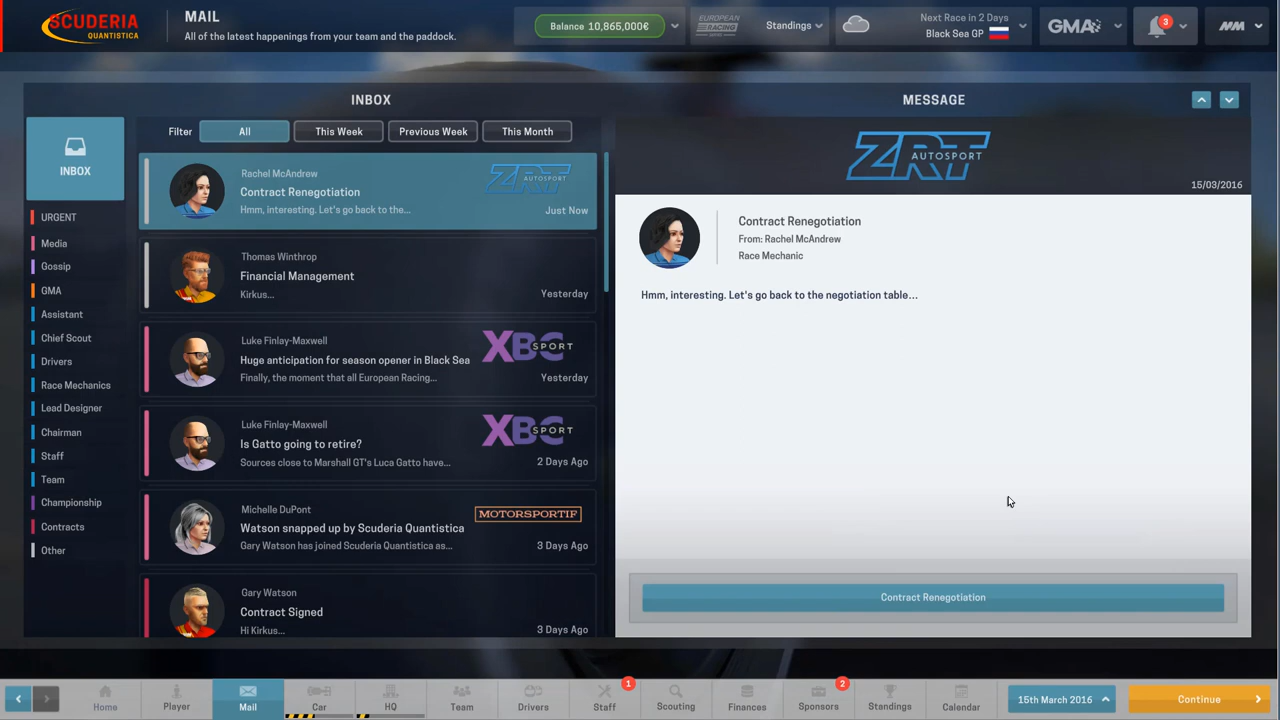 SCUDERIA
QUANTISTICA
MAIL
All of the latest happenings from your team and the paddock.
Balance 10,865,000€
EUROPEAN
RACING
Standings
Next Race in 2 Days
Black Sea GP
GMA
3
INBOX
MESSAGE
INBOX
Filter
All
This Week
Previous Week
This Month
URGENT
Media
Gossip
GMA
Assistant
Chief Scout
Drivers
Race Mechanics
Lead Designer
Chairman
Staff
Team
Championship
Contracts
Other
Rachel McAndrew
Contract Renegotiation
Hmm, interesting. Let's go back to the...
ZRT AUTOSPORT
Just Now
Thomas Winthrop
Financial Management
Kirkus...
Yesterday
Luke Finlay-Maxwell
Huge anticipation for season opener in Black Sea
Finally, the moment that all European Racing...
XBC SPORT
Yesterday
Luke Finlay-Maxwell
Is Gatto going to retire?
Sources close to Marshall GT's Luca Gatto have...
XBC SPORT
2 Days Ago
Michelle DuPont
Watson snapped up by Scuderia Quantistica
Gary Watson has joined Scuderia Quantistica as...
MOTORSPORTIF
3 Days Ago
Gary Watson
Contract Signed
Hi Kirkus...
3 Days Ago
ZRT AUTOSPORT
15/03/2016
Contract Renegotiation
From: Rachel McAndrew
Race Mechanic
Hmm, interesting. Let's go back to the negotiation table...
Contract Renegotiation
Home
Player
Mail
Car
HQ
Team
Drivers
1
Staff
Scouting
Finances
2
Sponsors
Standings
Calendar
15th March 2016
Continue